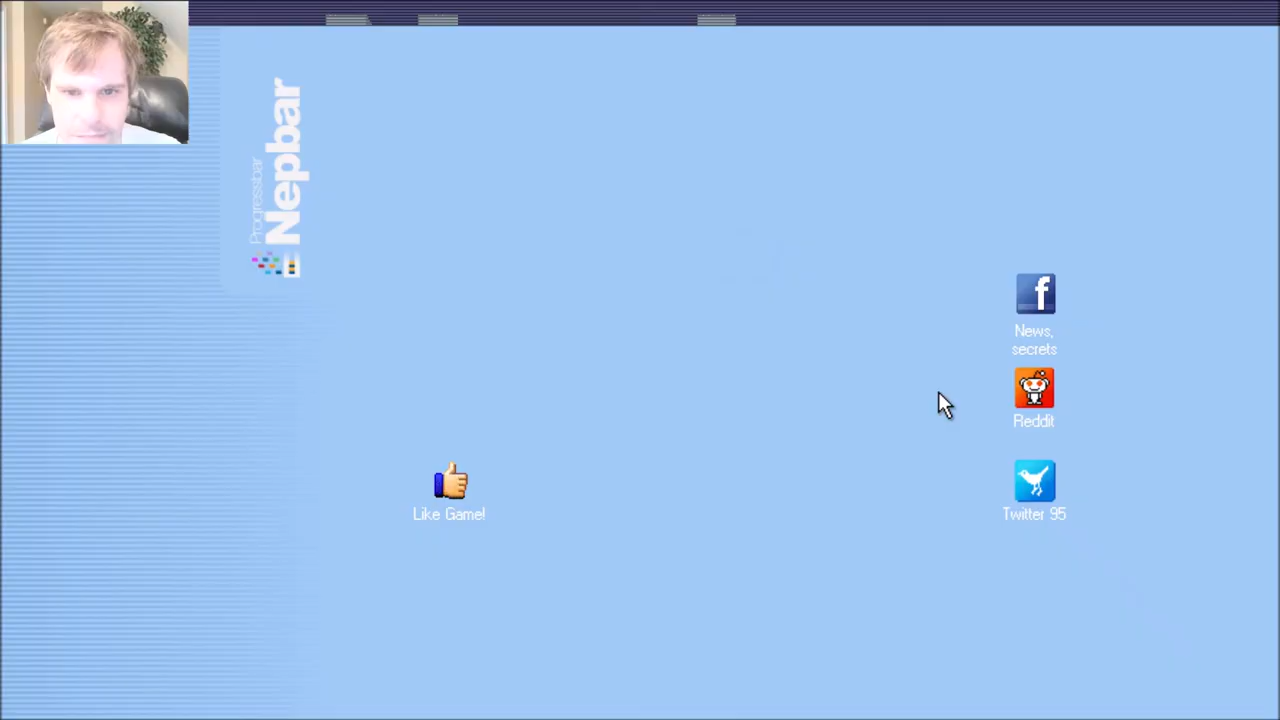 Progressbar
Nepbar
News,
secrets
Reddit
Like Game!
Twitter 95